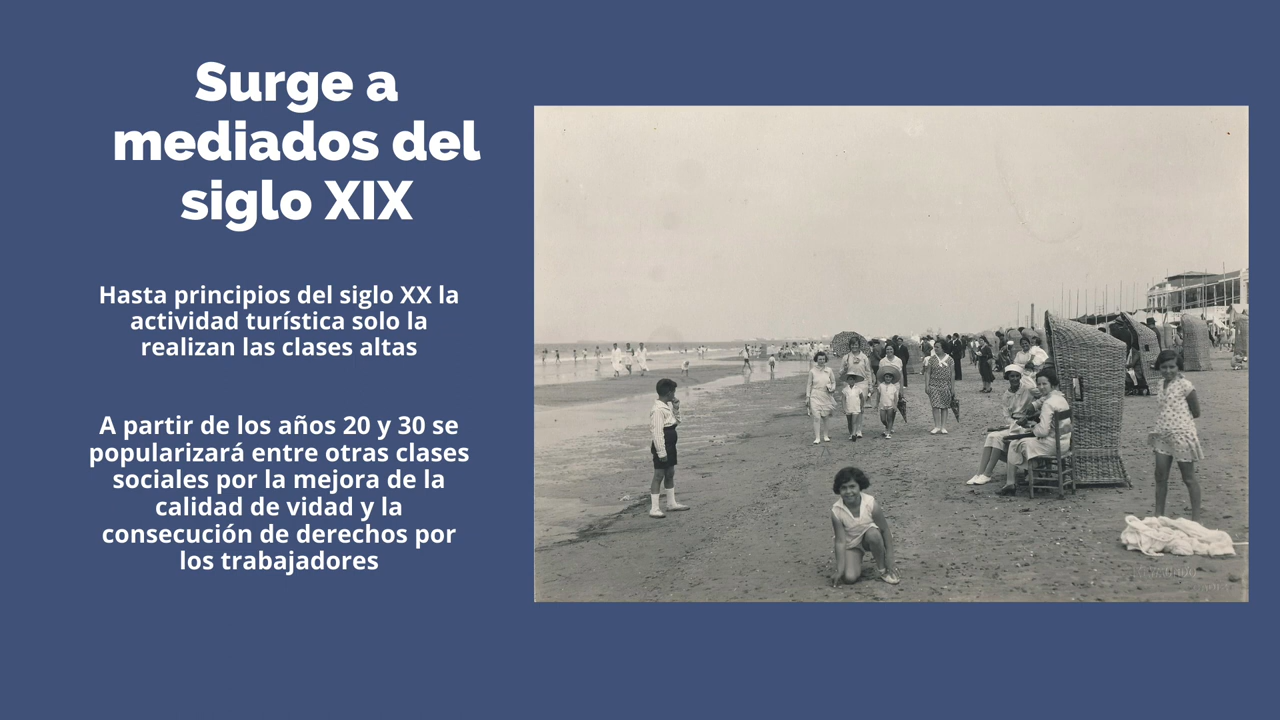 Surge a
mediados del
siglo XIX
Hasta principios del siglo XX la
actividad turística solo la
realizan las clases altas
A partir de los años 20 y 30 se
popularizará entre otras clases
sociales por la mejora de la
calidad de vidad y la
consecución de derechos por
los trabajadores